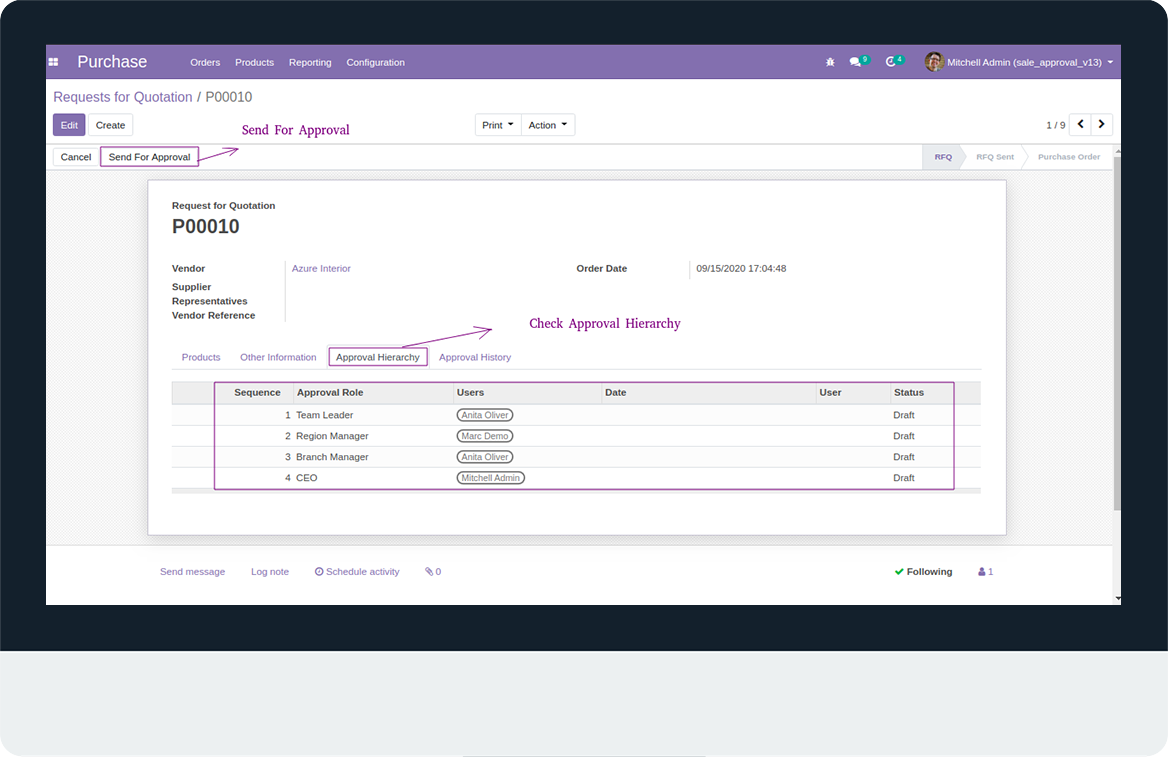 Purchase Orders Products Reporting Configuration 9 4 Mitchell Admin (sale_approval_v13)
Requests for Quotation / P00010
Edit Create Send For Approval Print Action 1 / 9
Cancel Send For Approval RFQ RFQ Sent Purchase Order
Request for Quotation
P00010
Vendor Azure Interior Order Date 09/15/2020 17:04:48
Supplier
Representatives
Vendor Reference
Check Approval Hierarchy
Products Other Information Approval Hierarchy Approval History
Sequence Approval Role Users Date User Status
1 Team Leader Anita Oliver Draft
2 Region Manager Marc Demo Draft
3 Branch Manager Anita Oliver Draft
4 CEO Mitchell Admin Draft
Send message Log note Schedule activity 0 Following 1